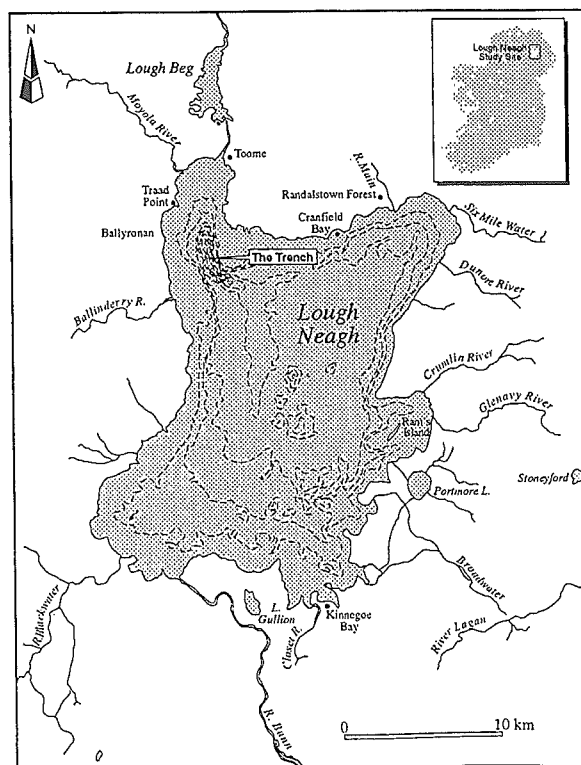 N
Lough Beg
Lough Neagh
Study Site
Moyola River
Toome
R. Main
Randalstown Forest
Traad
Point
Cranfield
Bay
Six Mile Water
Ballyronan
The Trench
Dunore River
Ballinderry R.
Lough
Neagh
Crumlin River
Glenavy River
Ram's
Island
Stoneyford
Portmore L.
Broadwater
R. Blackwater
L.
Gullion
Kinnegoe
Bay
Closet R.
River Lagan
R. Bann
0 10 km